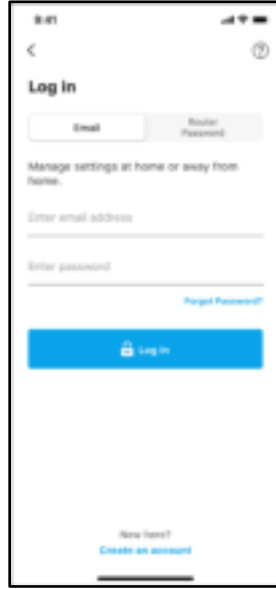 9:41
Log in
Email
Router
Password
Manage settings at home or away from
home.
Enter email address
Enter password
Forgot Password?
Log in
New here?
Create an account